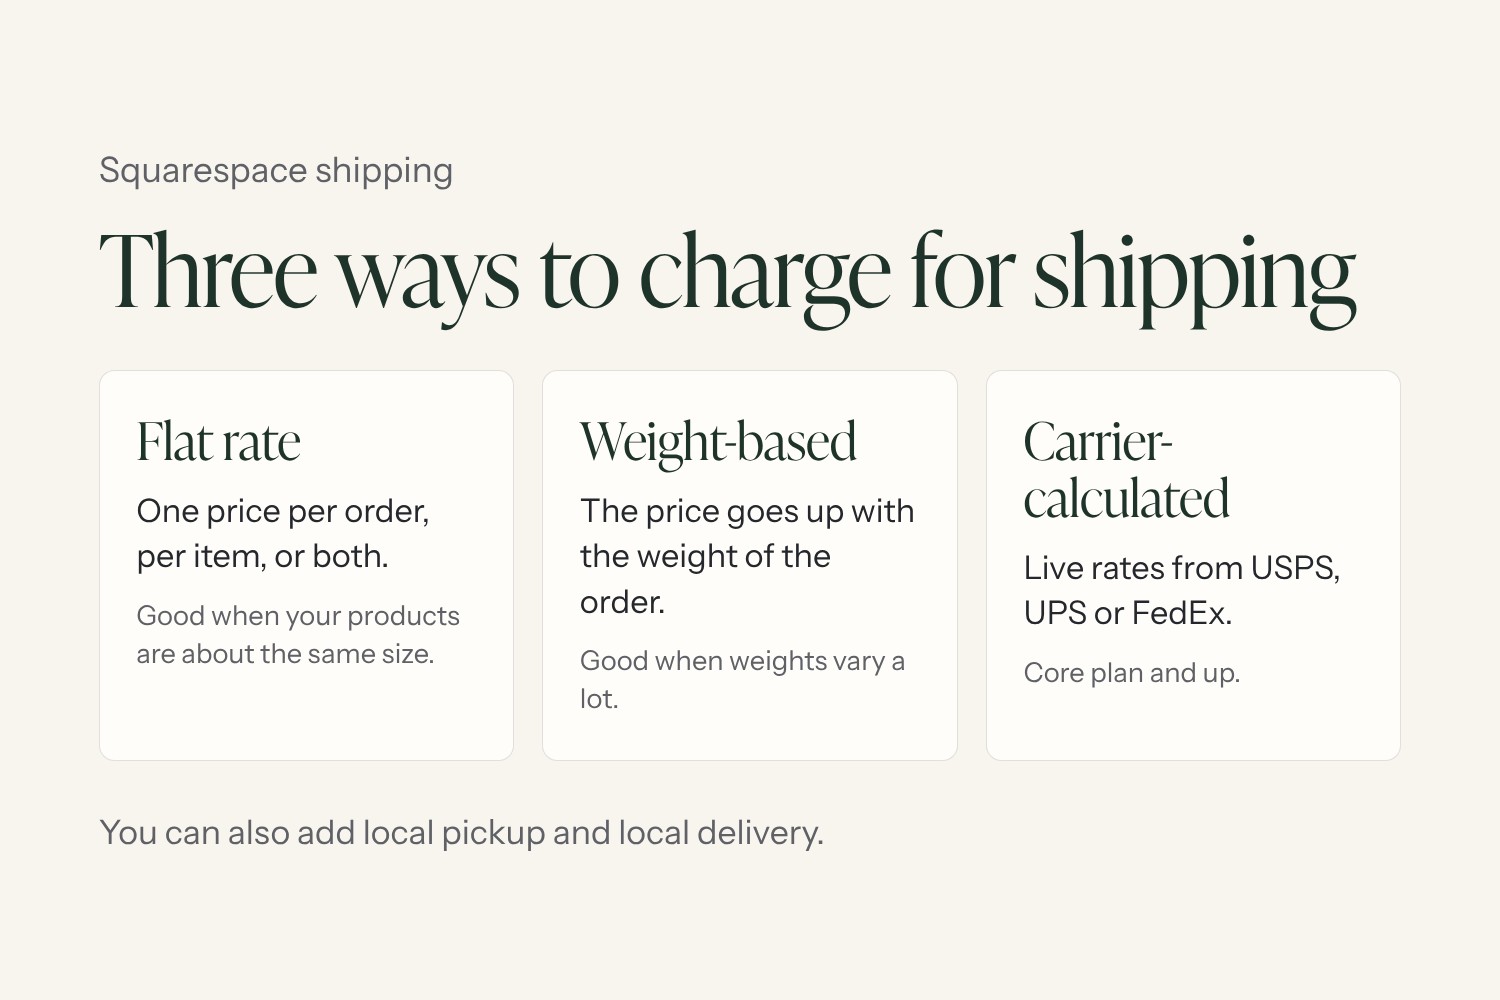 Squarespace shipping
Three ways to charge for shipping
Flat rate
One price per order,
per item, or both.
Good when your products
are about the same size.
Weight-based
The price goes up with
the weight of the
order.
Good when weights vary a
lot.
Carrier-
calculated
Live rates from USPS,
UPS or FedEx.
Core plan and up.
You can also add local pickup and local delivery.